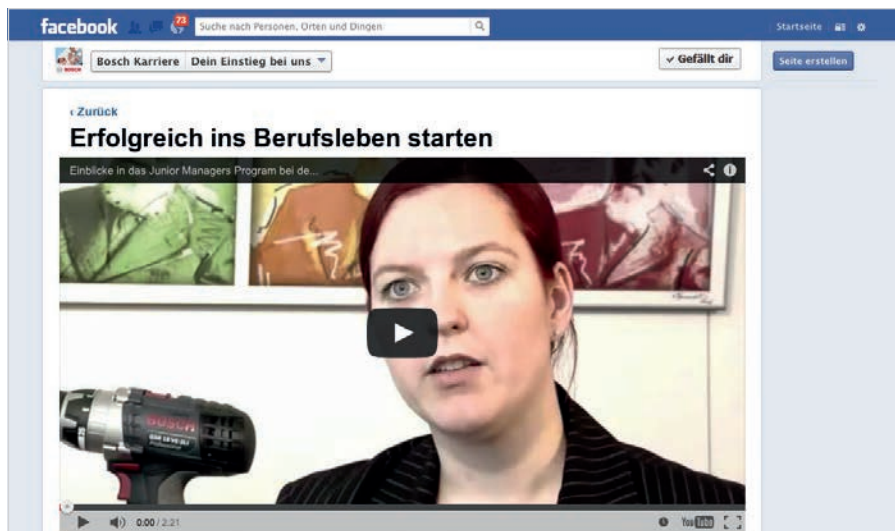 facebook 73 Suche nach Personen, Orten und Dingen Startseite
Bosch Karriere Dein Einstieg bei uns Gefällt dir Seite erstellen
‹ Zurück
Erfolgreich ins Berufsleben starten
Einblicke in das Junior Managers Program bei de...
BOSCH
Professional
0:00 / 2:21 YouTube